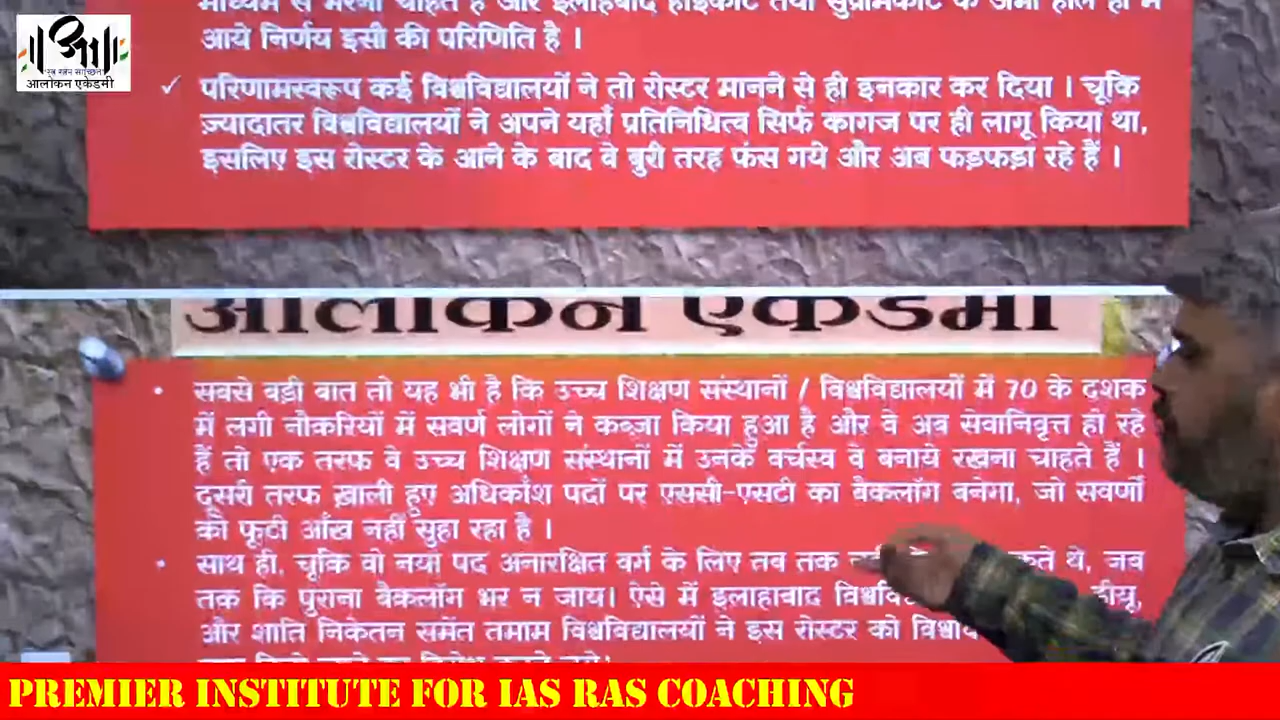 आये निर्णय इसी की परिणिति है ।
✓ परिणामस्वरूप कई विश्वविद्यालयों ने तो रोस्टर मानने से ही इनकार कर दिया । चूकि
ज़्यादातर विश्वविद्यालयों ने अपने यहाँ प्रतिनिधित्व सिर्फ कागज पर ही लागू किया था,
इसलिए इस रोस्टर के आने के बाद वे बुरी तरह फंस गये और अब फड़फड़ा रहे हैं ।
आलोकन एकेडमी
आलोकन एकेडमी
• सबसे बड़ी बात तो यह भी है कि उच्च शिक्षण संस्थानों / विश्वविद्यालयों में 70 के दशक
में लगी नौकरियों में सवर्ण लोगों ने कब्ज़ा किया हुआ है और वे अब सेवानिवृत्त हो रहे
हैं तो एक तरफ वे उच्च शिक्षण संस्थानों में उनके वर्चस्व वे बनाये रखना चाहते हैं ।
दूसरी तरफ ख़ाली हुए अधिकाँश पदों पर एससी-एसटी का बैकलॉग बनेगा, जो सवर्णों
को फूटी आँख नहीं सुहा रहा है ।
• साथ ही, चूकि वो नया पद अनारक्षित वर्ग के लिए तब तक थे, जब
तक कि पुराना बैकलॉग भर न जाय। ऐसे में इलाहाबाद
और शांति निकेतन समेंत तमाम विश्वविद्यालयों ने इस रोस्टर को
PREMIER INSTITUTE FOR IAS RAS COACHING